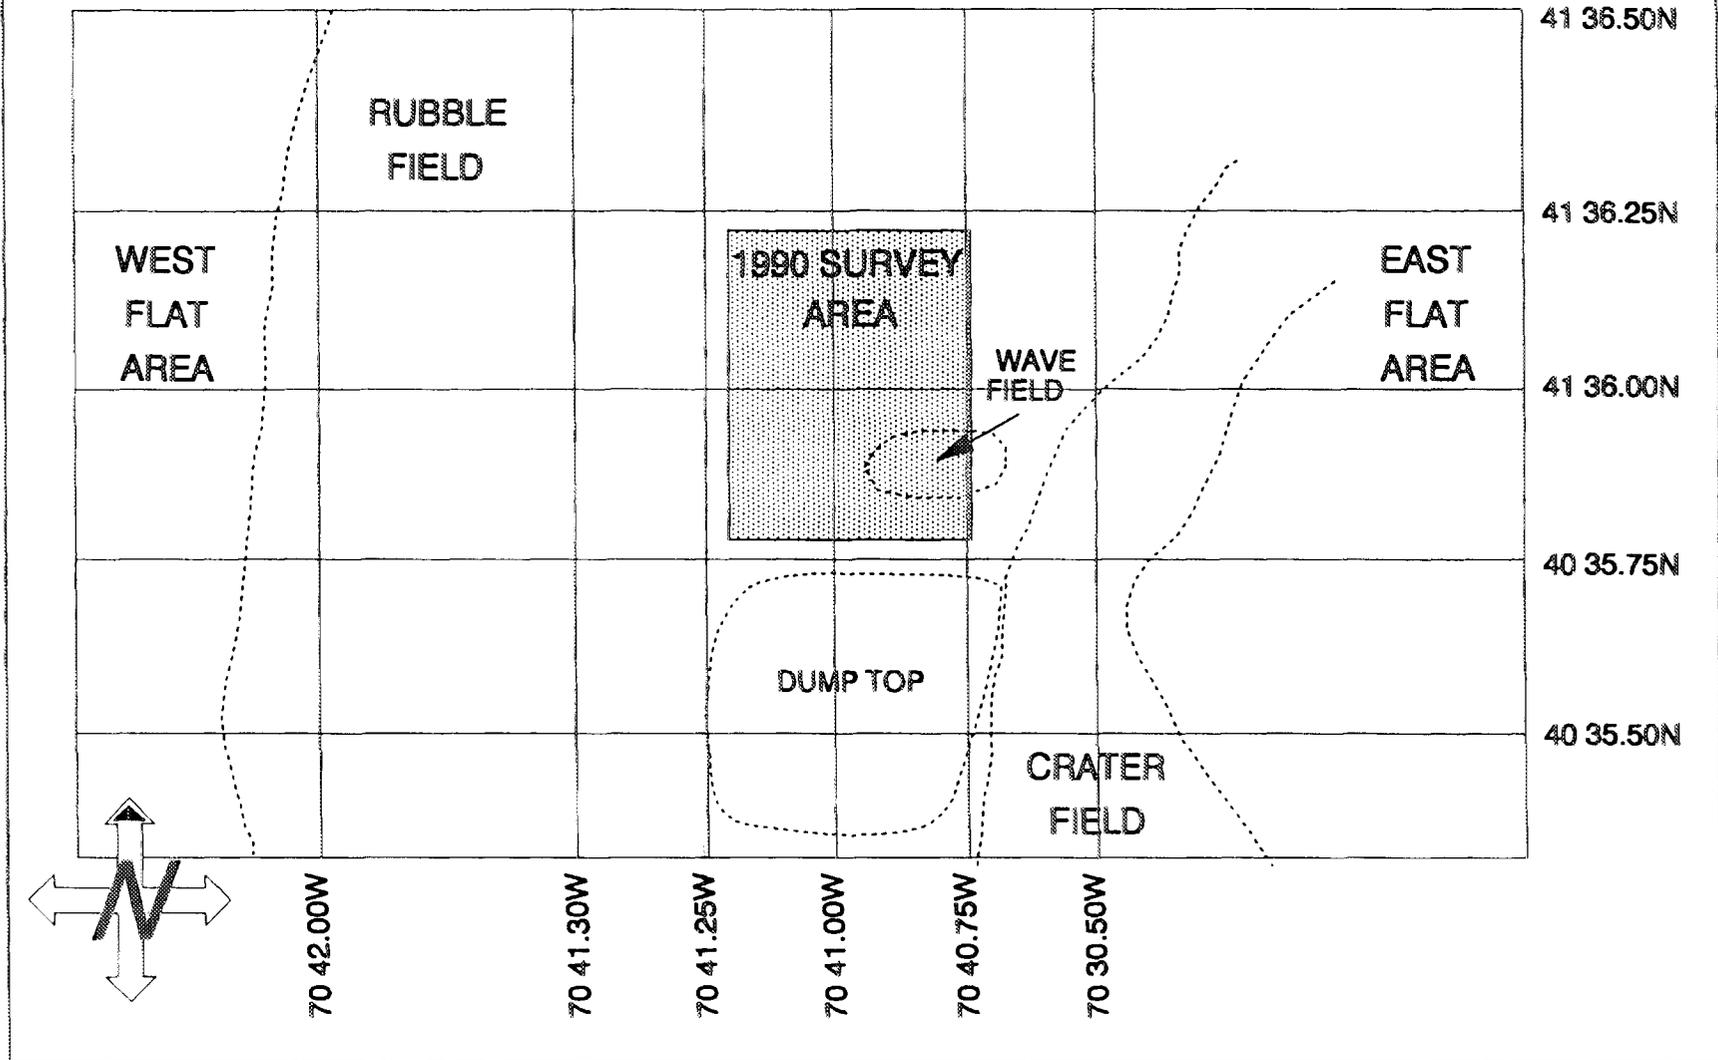 41 36.50N
RUBBLE
FIELD
41 36.25N
WEST
FLAT
AREA
1990 SURVEY
AREA
EAST
FLAT
AREA
WAVE
FIELD
41 36.00N
40 35.75N
DUMP TOP
40 35.50N
CRATER
FIELD
N
70 42.00W
70 41.30W
70 41.25W
70 41.00W
70 40.75W
70 30.50W